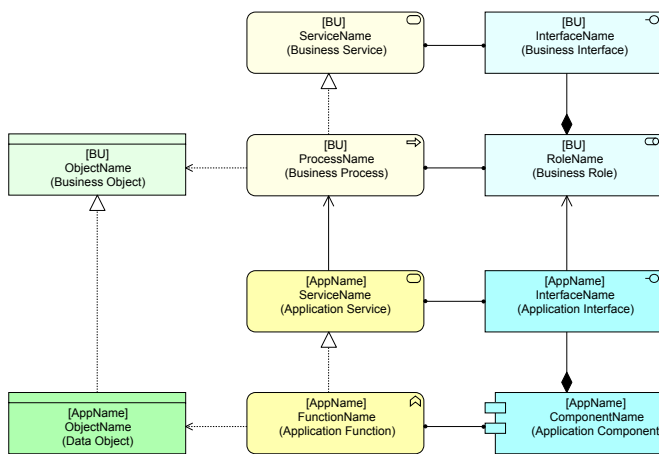 [BU]
ServiceName
(Business Service)
[BU]
InterfaceName
(Business Interface)
[BU]
ObjectName
(Business Object)
[BU]
ProcessName
(Business Process)
[BU]
RoleName
(Business Role)
[AppName]
ServiceName
(Application Service)
[AppName]
InterfaceName
(Application Interface)
[AppName]
ObjectName
(Data Object)
[AppName]
FunctionName
(Application Function)
[AppName]
ComponentName
(Application Component)